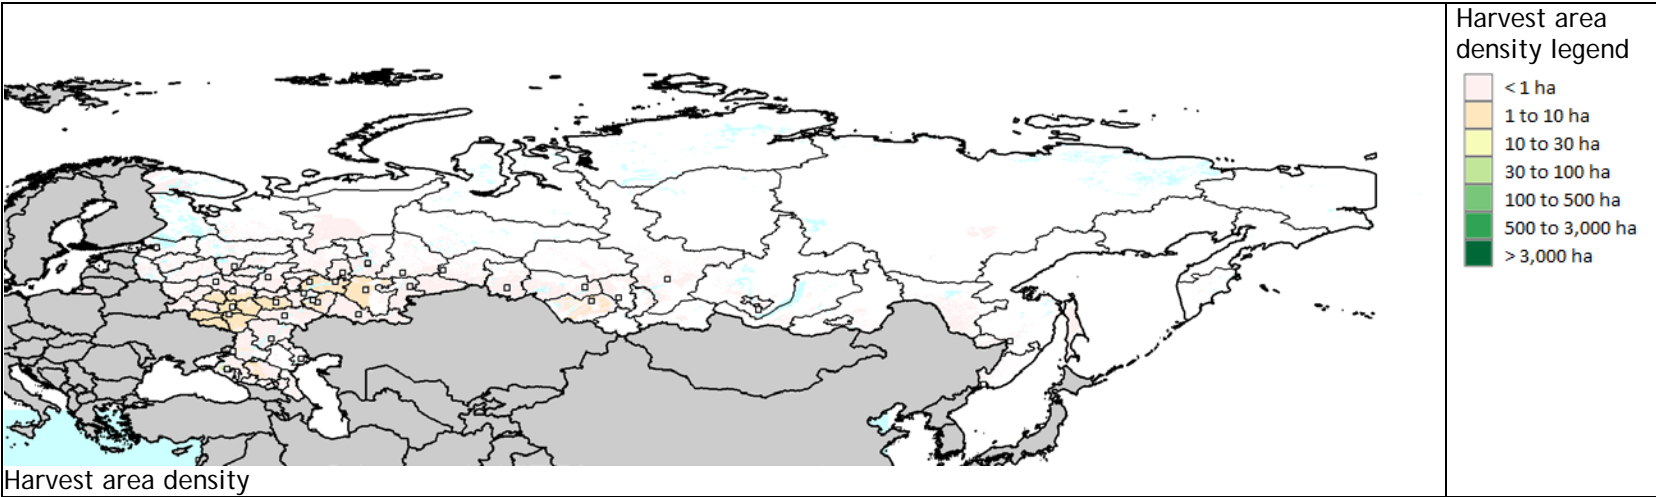 Harvest area
density legend
< 1 ha
1 to 10 ha
10 to 30 ha
30 to 100 ha
100 to 500 ha
500 to 3,000 ha
> 3,000 ha
Harvest area density